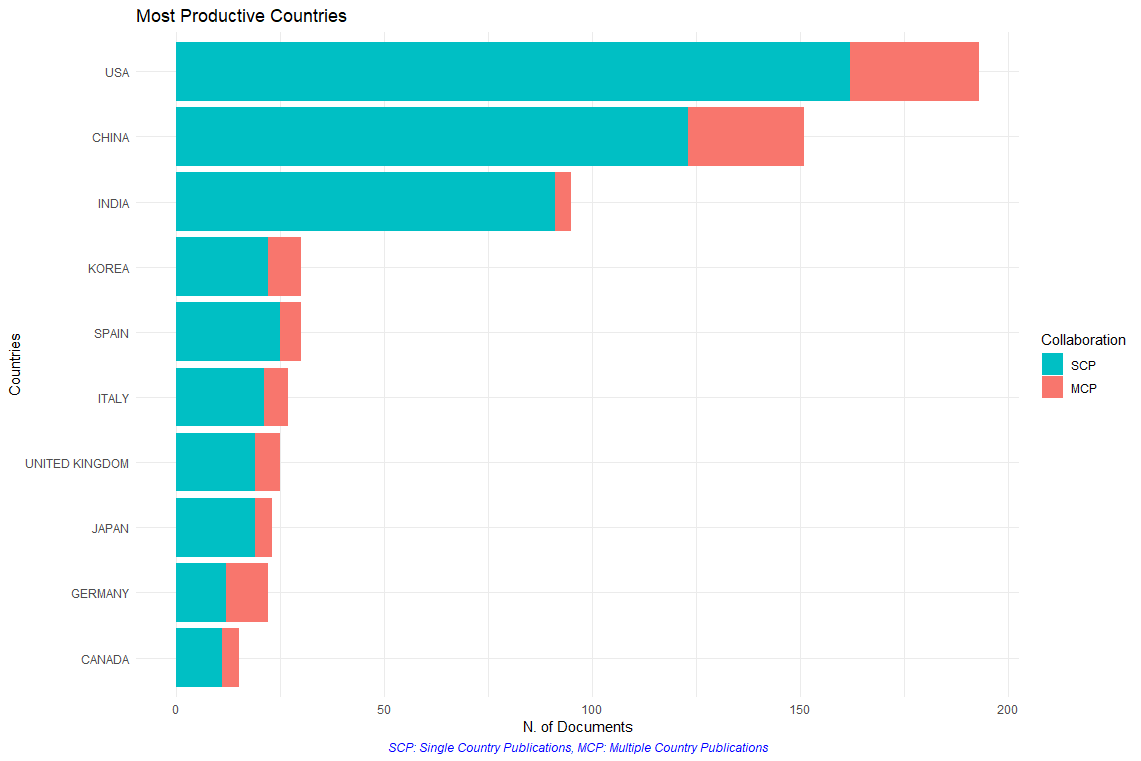 Most Productive Countries
USA
CHINA
INDIA
KOREA
SPAIN
ITALY
UNITED KINGDOM
JAPAN
GERMANY
CANADA
Countries
0 50 100 150 200
N. of Documents
SCP: Single Country Publications, MCP: Multiple Country Publications
Collaboration
SCP
MCP